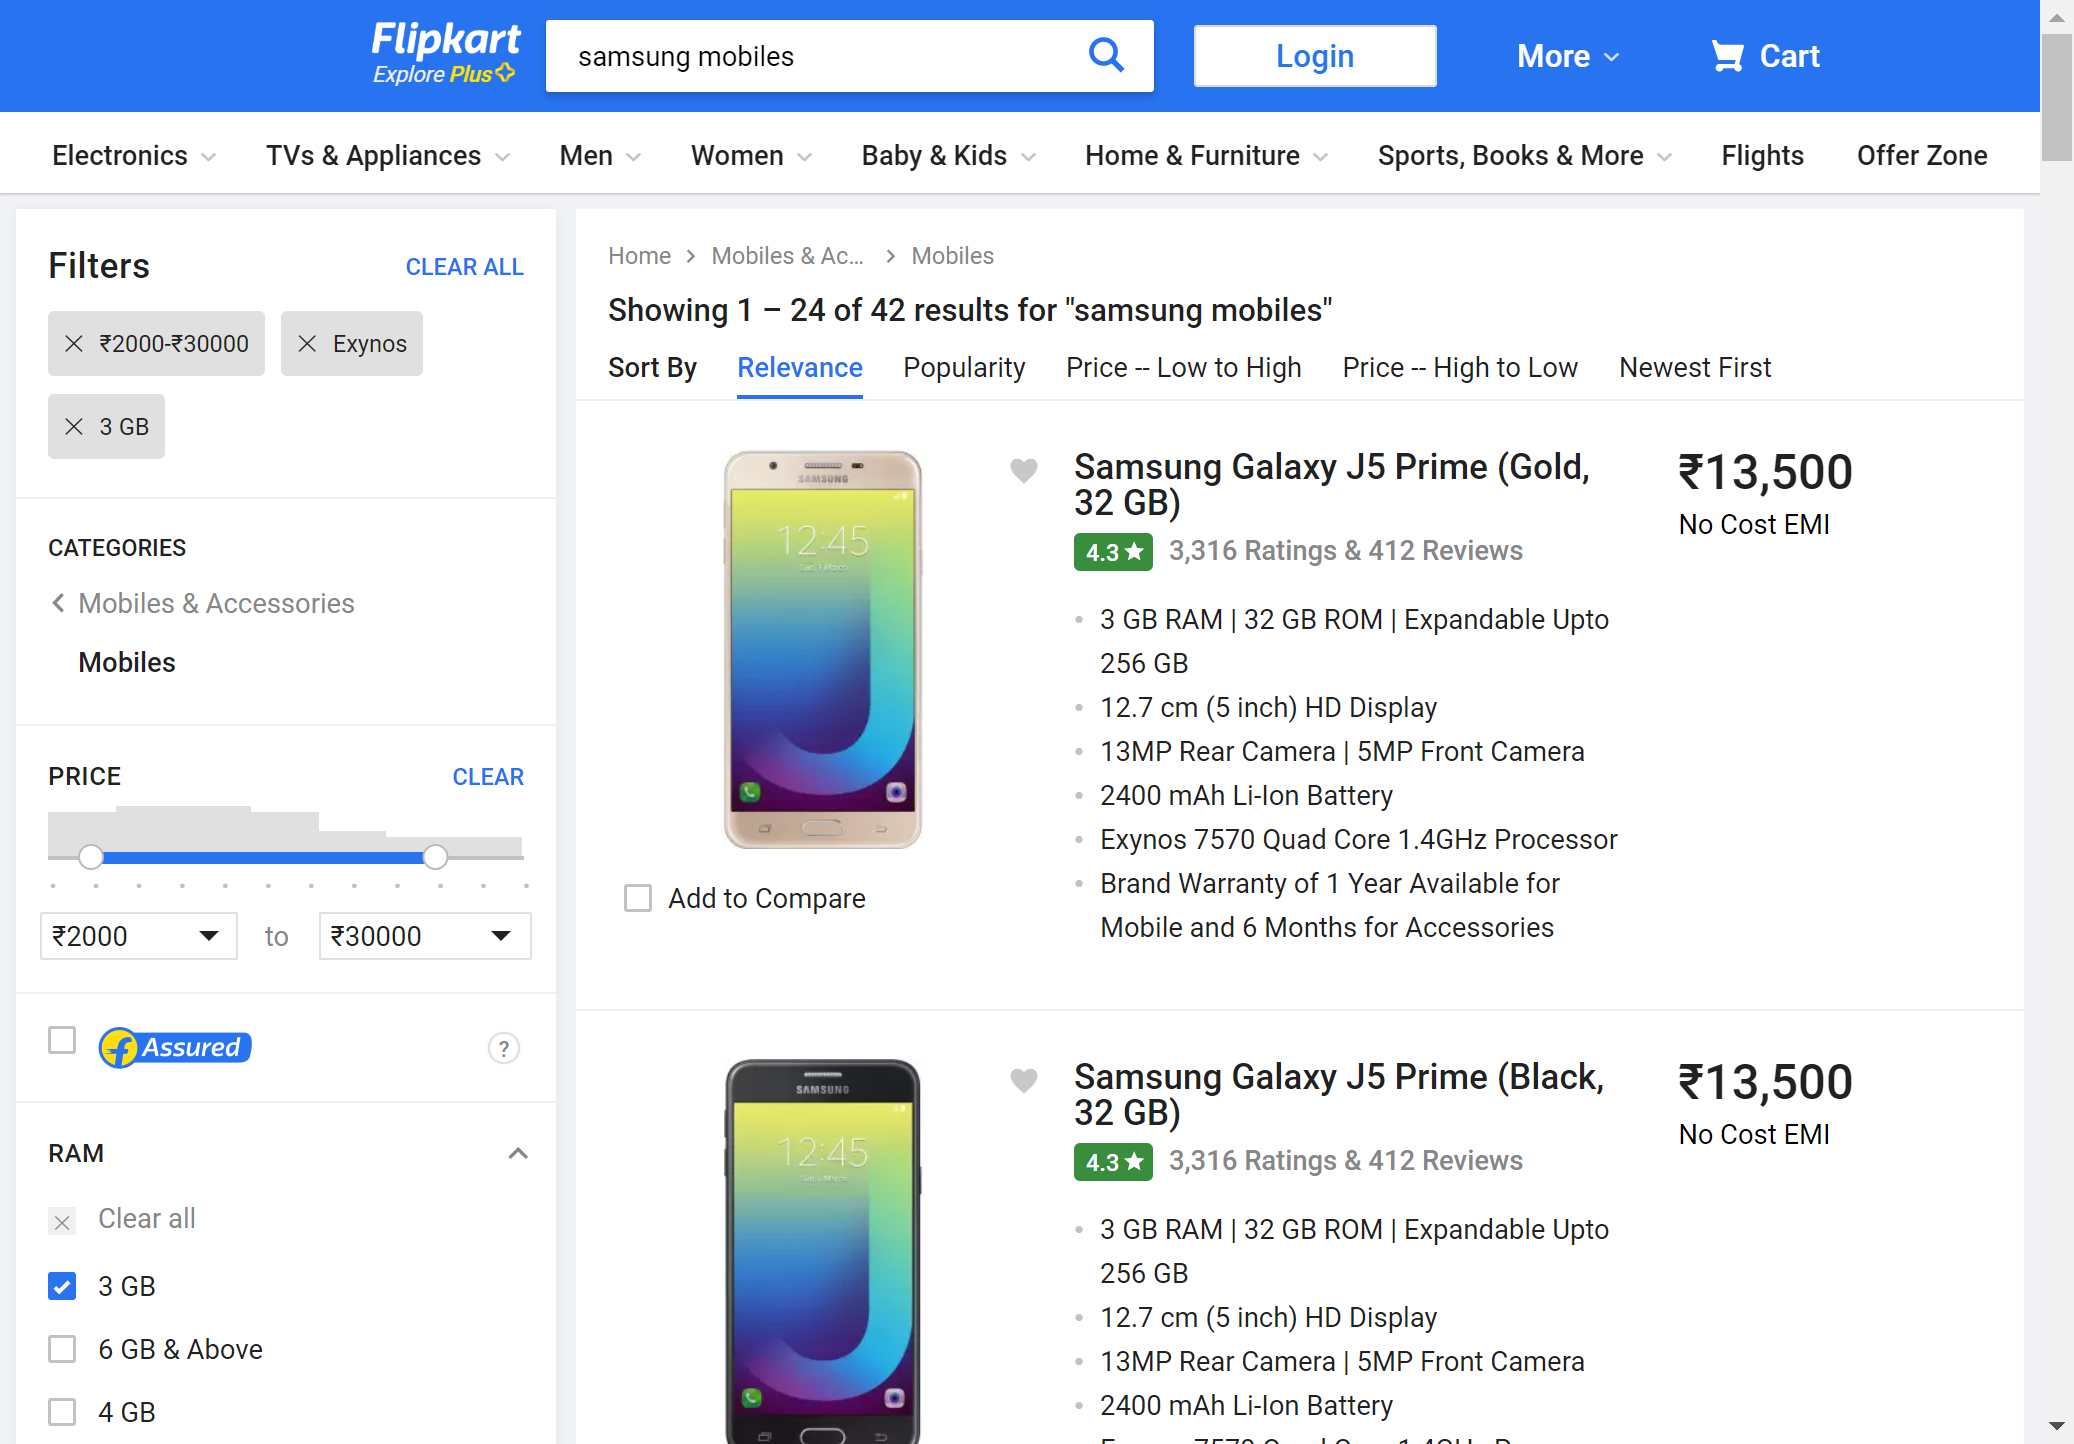 Flipkart
Explore Plus
samsung mobiles
Login
More
Cart
Electronics
TVs & Appliances
Men
Women
Baby & Kids
Home & Furniture
Sports, Books & More
Flights
Offer Zone
Filters
CLEAR ALL
₹2000-₹30000
Exynos
3 GB
CATEGORIES
Mobiles & Accessories
Mobiles
PRICE
CLEAR
₹2000
to
₹30000
Assured
?
RAM
Clear all
3 GB
6 GB & Above
4 GB
Home
Mobiles & Ac...
Mobiles
Showing 1 – 24 of 42 results for "samsung mobiles"
Sort By
Relevance
Popularity
Price -- Low to High
Price -- High to Low
Newest First
SAMSUNG
12:45
Add to Compare
Samsung Galaxy J5 Prime (Gold,
32 GB)
4.3
3,316 Ratings & 412 Reviews
3 GB RAM | 32 GB ROM | Expandable Upto
256 GB
12.7 cm (5 inch) HD Display
13MP Rear Camera | 5MP Front Camera
2400 mAh Li-Ion Battery
Exynos 7570 Quad Core 1.4GHz Processor
Brand Warranty of 1 Year Available for
Mobile and 6 Months for Accessories
₹13,500
No Cost EMI
SAMSUNG
12:45
Samsung Galaxy J5 Prime (Black,
32 GB)
4.3
3,316 Ratings & 412 Reviews
3 GB RAM | 32 GB ROM | Expandable Upto
256 GB
12.7 cm (5 inch) HD Display
13MP Rear Camera | 5MP Front Camera
2400 mAh Li-Ion Battery
₹13,500
No Cost EMI